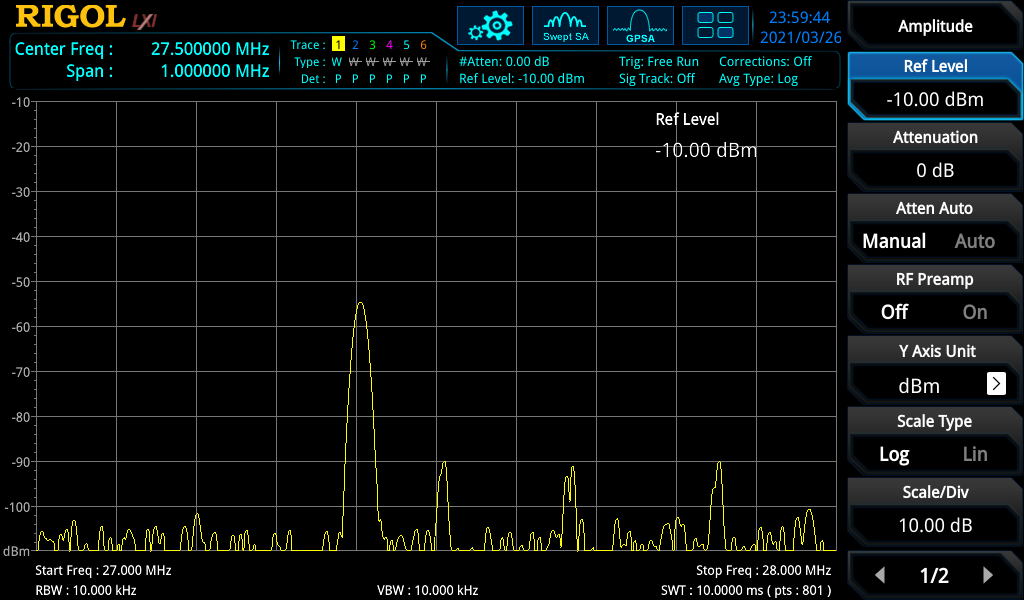 RIGOL LXI
Center Freq : 27.500000 MHz
Span : 1.000000 MHz
Trace : 1 2 3 4 5 6
Type : W W W W W W
Det : P P P P P P
Swept SA
GPSA
23:59:44
2021/03/26
#Atten: 0.00 dB
Ref Level: -10.00 dBm
Trig: Free Run
Sig Track: Off
Corrections: Off
Avg Type: Log
Ref Level
-10.00 dBm
-10
-20
-30
-40
-50
-60
-70
-80
-90
-100
dBm
Start Freq : 27.000 MHz
Stop Freq : 28.000 MHz
RBW : 10.000 kHz
VBW : 10.000 kHz
SWT : 10.0000 ms ( pts : 801 )
Amplitude
Ref Level
-10.00 dBm
Attenuation
0 dB
Atten Auto
Manual Auto
RF Preamp
Off On
Y Axis Unit
dBm
Scale Type
Log Lin
Scale/Div
10.00 dB
1/2